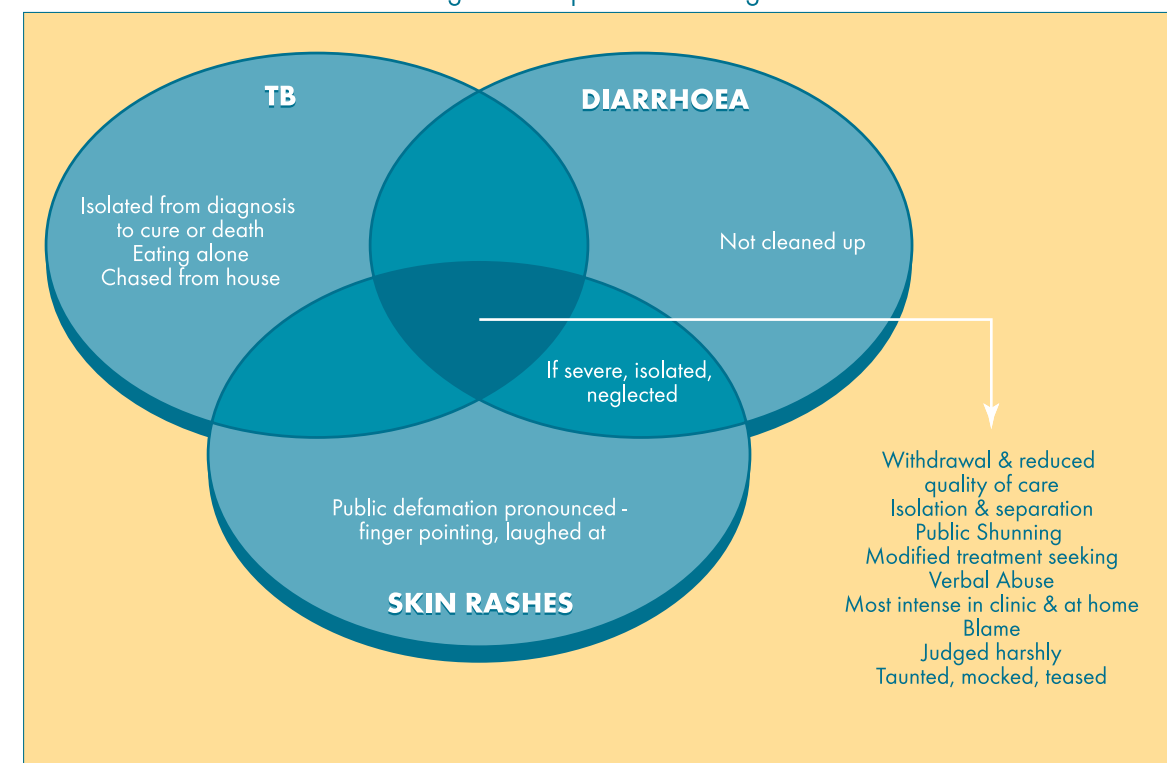 TB
DIARRHOEA
Isolated from diagnosis
to cure or death
Eating alone
Chased from house
Not cleaned up
If severe, isolated,
neglected
Public defamation pronounced -
finger pointing, laughed at
SKIN RASHES
Withdrawal & reduced
quality of care
Isolation & separation
Public Shunning
Modified treatment seeking
Verbal Abuse
Most intense in clinic & at home
Blame
Judged harshly
Taunted, mocked, teased